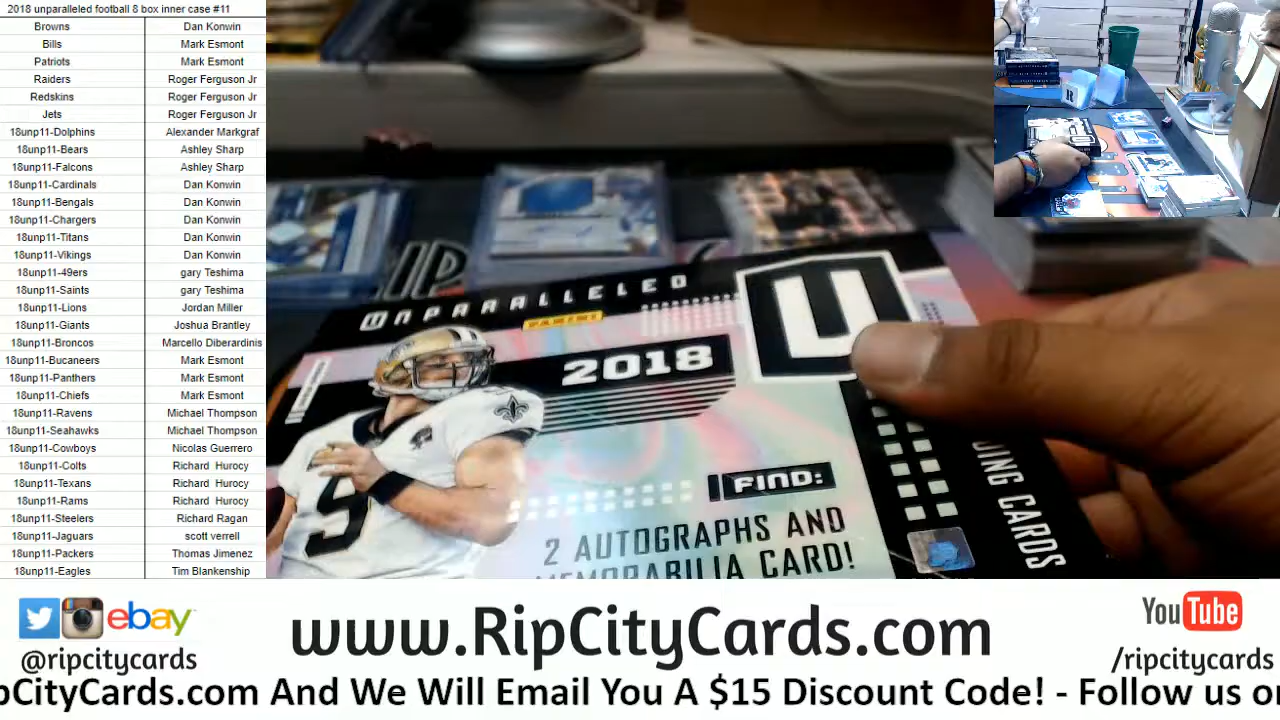 2018 unparalleled football 8 box inner case #11
Browns Dan Konwin
Bills Mark Esmont
Patriots Mark Esmont
Raiders Roger Ferguson Jr
Redskins Roger Ferguson Jr
Jets Roger Ferguson Jr
18unp11-Dolphins Alexander Markgraf
18unp11-Bears Ashley Sharp
18unp11-Falcons Ashley Sharp
18unp11-Cardinals Dan Konwin
18unp11-Bengals Dan Konwin
18unp11-Chargers Dan Konwin
18unp11-Titans Dan Konwin
18unp11-Vikings Dan Konwin
18unp11-49ers gary Teshima
18unp11-Saints gary Teshima
18unp11-Lions Jordan Miller
18unp11-Giants Joshua Brantley
18unp11-Broncos Marcello Diberardinis
18unp11-Bucaneers Mark Esmont
18unp11-Panthers Mark Esmont
18unp11-Chiefs Mark Esmont
18unp11-Ravens Michael Thompson
18unp11-Seahawks Michael Thompson
18unp11-Cowboys Nicolas Guerrero
18unp11-Colts Richard Hurocy
18unp11-Texans Richard Hurocy
18unp11-Rams Richard Hurocy
18unp11-Steelers Richard Ragan
18unp11-Jaguars scott verrell
18unp11-Packers Thomas Jimenez
18unp11-Eagles Tim Blankenship
UNPARALLELED
PANINI
U
2018
FIND:
2 AUTOGRAPHS AND
MEMORABILIA CARD!
DING CARDS
9
R
ebay
@ripcitycards
www.RipCityCards.com
YouTube
/ripcitycards
pCityCards.com And We Will Email You A $15 Discount Code! - Follow us o